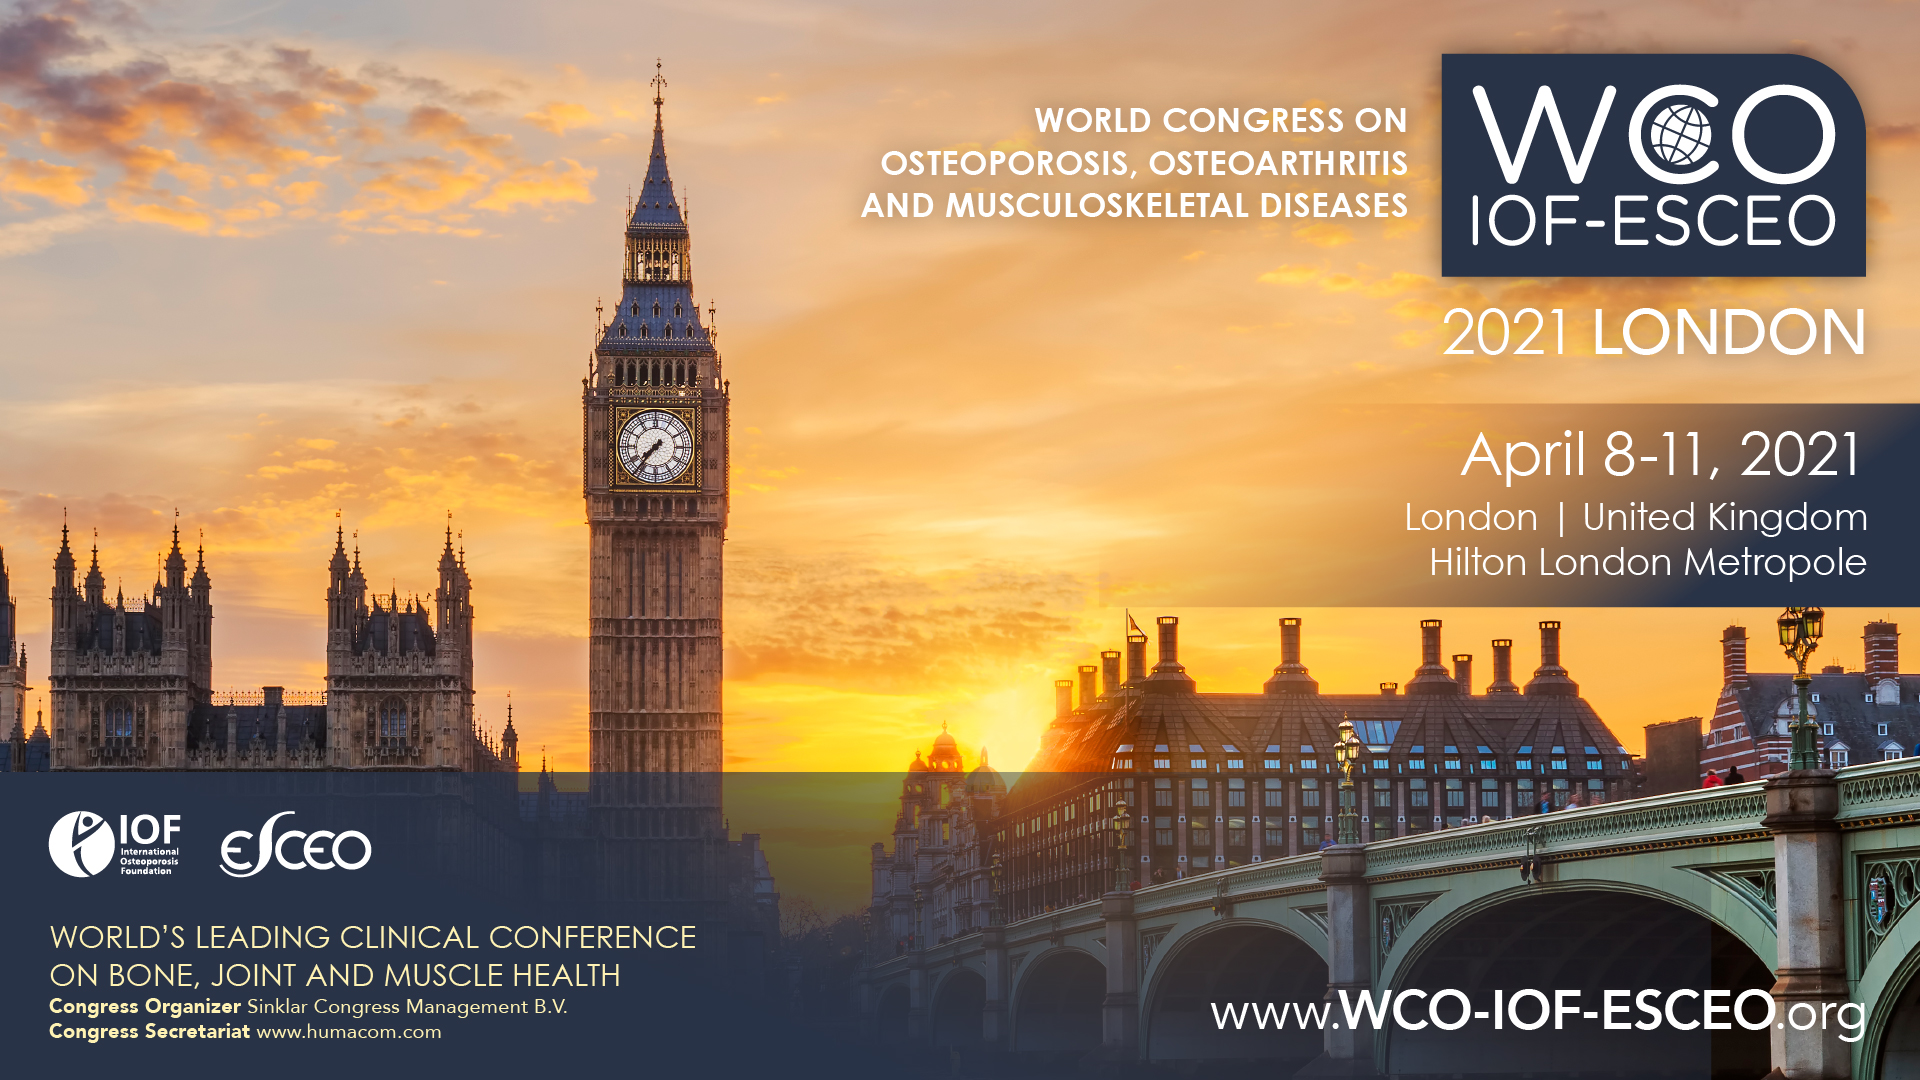 WORLD CONGRESS ON
OSTEOPOROSIS, OSTEOARTHRITIS
AND MUSCULOSKELETAL DISEASES
WCO
IOF-ESCEO
2021 LONDON
April 8-11, 2021
London | United Kingdom
Hilton London Metropole
IOF
International
Osteoporosis
Foundation
ESCEO
WORLD'S LEADING CLINICAL CONFERENCE
ON BONE, JOINT AND MUSCLE HEALTH
Congress Organizer Sinklar Congress Management B.V.
Congress Secretariat www.humacom.com
www.WCO-IOF-ESCEO.org